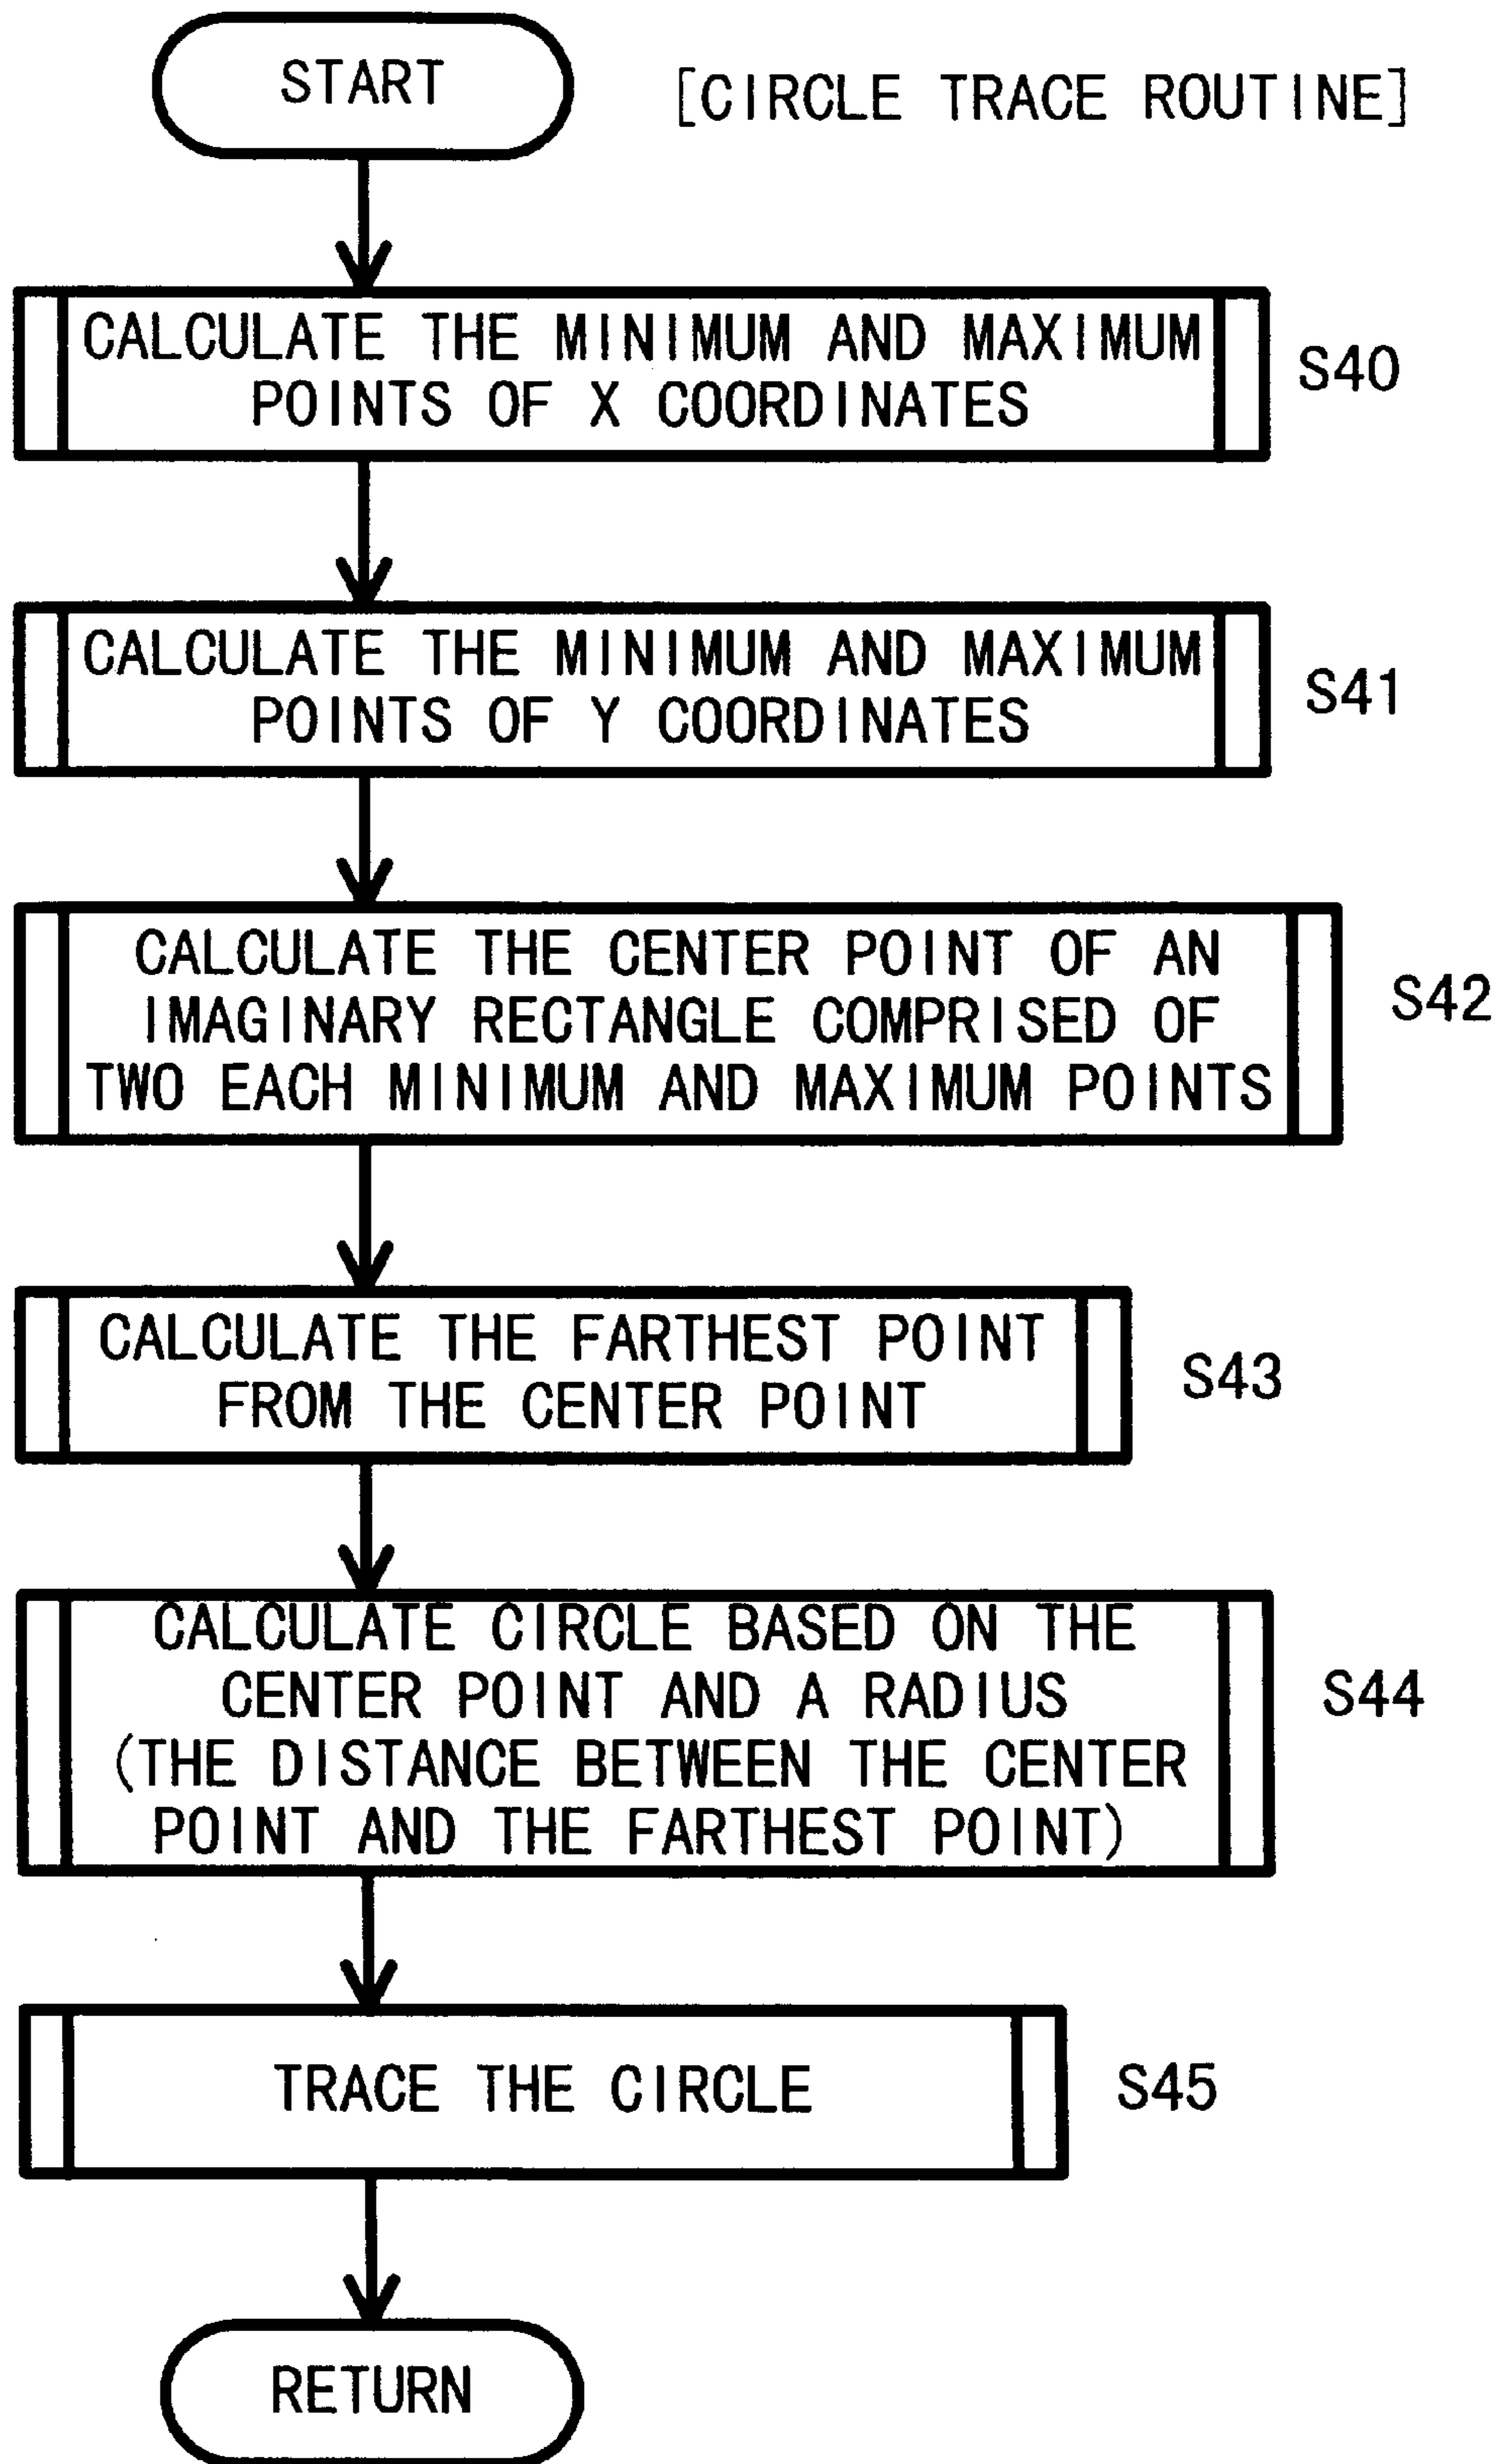 START
[CIRCLE TRACE ROUTINE]
CALCULATE THE MINIMUM AND MAXIMUM
POINTS OF X COORDINATES
S40
CALCULATE THE MINIMUM AND MAXIMUM
POINTS OF Y COORDINATES
S41
CALCULATE THE CENTER POINT OF AN
IMAGINARY RECTANGLE COMPRISED OF
TWO EACH MINIMUM AND MAXIMUM POINTS
S42
CALCULATE THE FARTHEST POINT
FROM THE CENTER POINT
S43
CALCULATE CIRCLE BASED ON THE
CENTER POINT AND A RADIUS
(THE DISTANCE BETWEEN THE CENTER
POINT AND THE FARTHEST POINT)
S44
TRACE THE CIRCLE
S45
RETURN